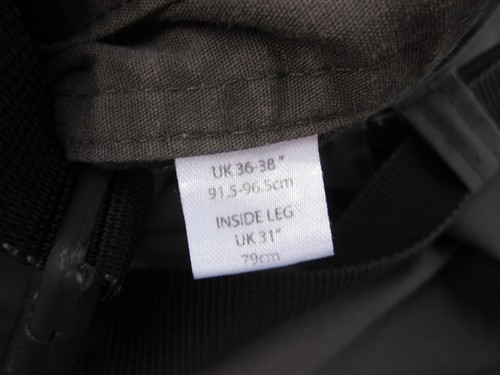 UK 36-38"
91.5-96.5cm
INSIDE LEG
UK 31"
79cm